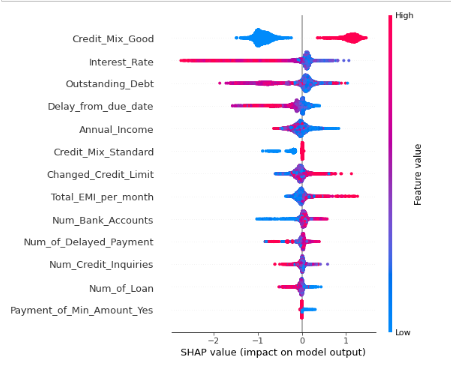 High
Credit_Mix_Good
Interest_Rate
Outstanding_Debt
Delay_from_due_date
Annual_Income
Credit_Mix_Standard
Changed_Credit_Limit
Total_EMI_per_month
Num_Bank_Accounts
Num_of_Delayed_Payment
Num_Credit_Inquiries
Num_of_Loan
Payment_of_Min_Amount_Yes
Feature value
Low
−2 −1 0 1
SHAP value (impact on model output)